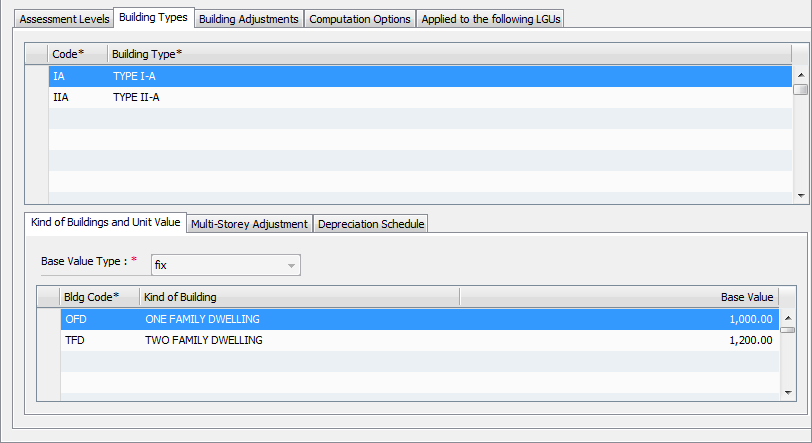 Assessment Levels Building Types Building Adjustments Computation Options Applied to the following LGUs
Code* Building Type*
IA TYPE I-A
IIA TYPE II-A
Kind of Buildings and Unit Value Multi-Storey Adjustment Depreciation Schedule
Base Value Type : * fix
Bldg Code* Kind of Building Base Value
OFD ONE FAMILY DWELLING 1,000.00
TFD TWO FAMILY DWELLING 1,200.00